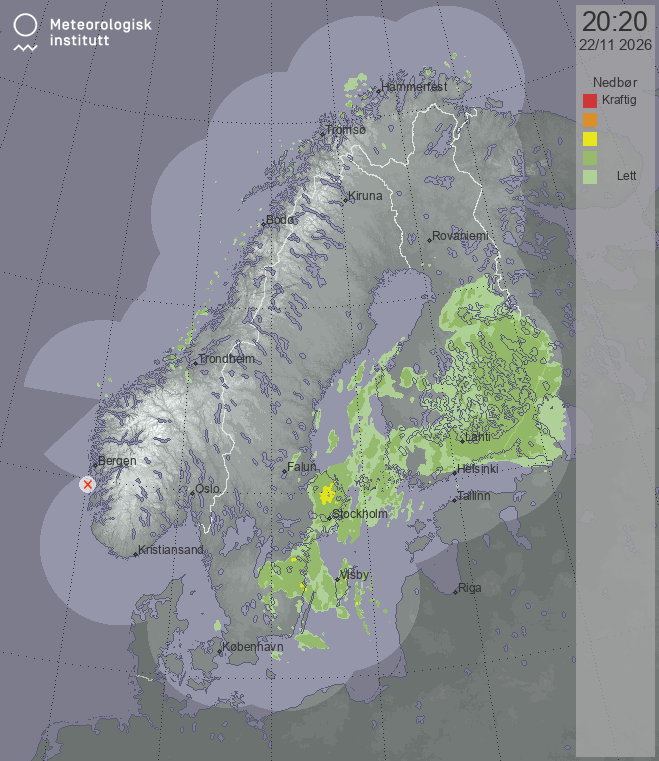 Meteorologisk
institutt
20:20
22/11 2026
Nedbør
Kraftig
Lett
Hammerfest
Tromsø
Kiruna
Bodø
Rovaniemi
Trondheim
Lahti
Bergen
Falun
Helsinki
Oslo
Tallinn
Stockholm
Kristiansand
Visby
Riga
København